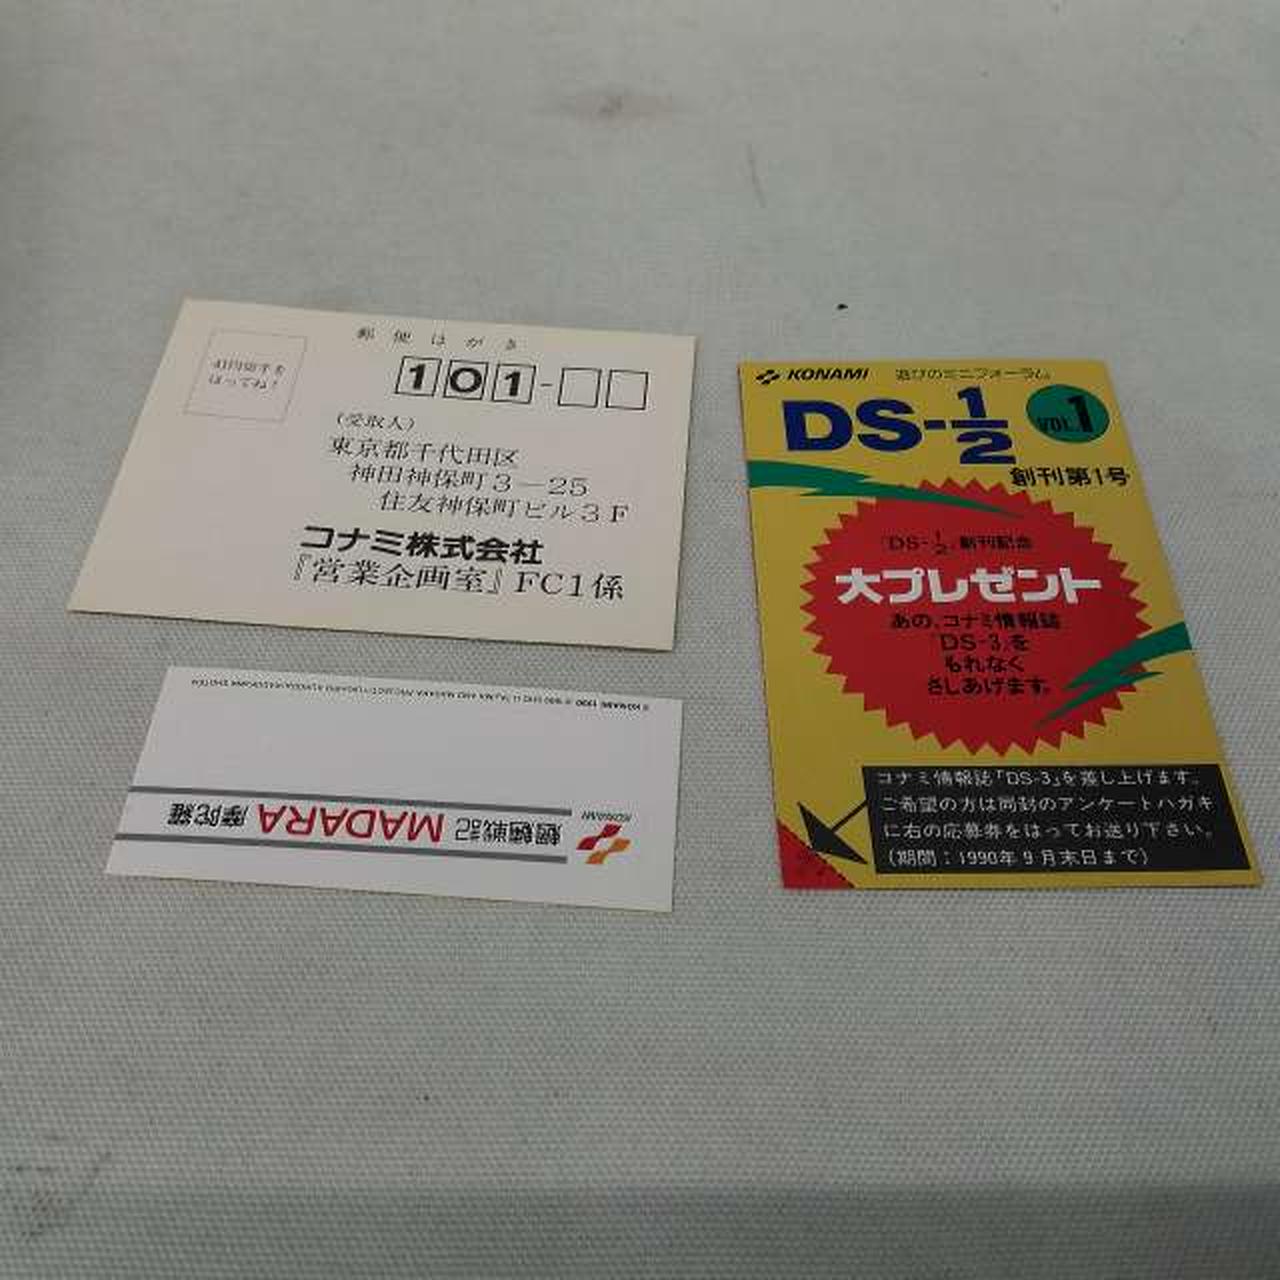 郵便はがき
41円切手を
はってね!
101-
(受取人)
東京都千代田区
神田神保町3-25
住友神保町ビル3F
コナミ株式会社
『営業企画室』FC1係
KONAMI
魍魎戦記 MADARA 摩陀羅
© KONAMI 1990
KONAMI 遊びのミニフォーラム
DS-1/2
VOL.1
創刊第1号
「DS-1/2」創刊記念
大プレゼント
あの、コナミ情報誌
「DS-3」を
もれなく
さしあげます。
コナミ情報誌「DS-3」を差し上げます。
ご希望の方は同封のアンケートハガキ
に右の応募券をはってお送り下さい。
(期間:1990年9月末日まで)